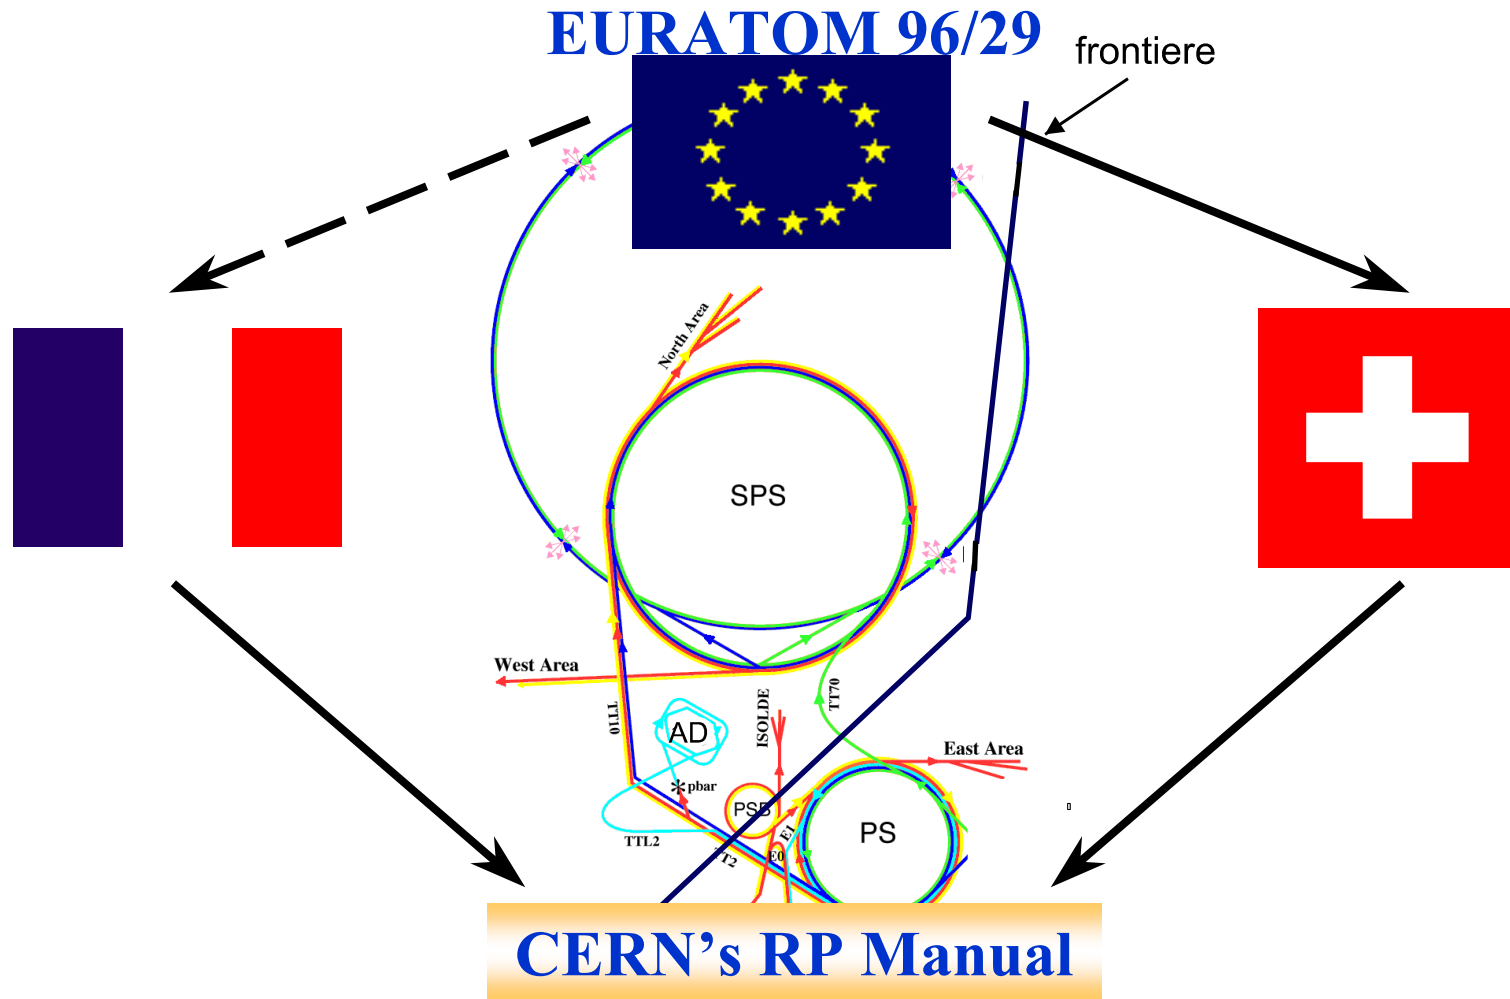 EURATOM 96/29
frontiere
North Area
SPS
West Area
TT10
AD
ISOLDE
TT70
East Area
*pbar
PSB
PS
TTL2
TT2
E0
E1
CERN’s RP Manual